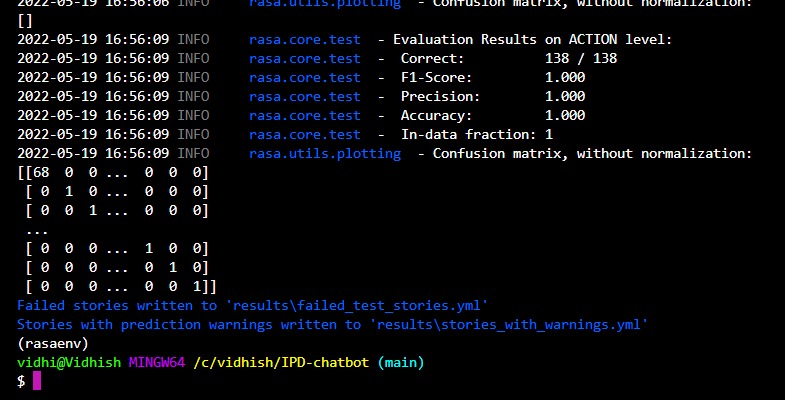 2022-05-19 16:56:06 INFO     rasa.utils.plotting  - Confusion matrix, without normalization:
[]
2022-05-19 16:56:09 INFO     rasa.core.test  - Evaluation Results on ACTION level:
2022-05-19 16:56:09 INFO     rasa.core.test  -  Correct:          138 / 138
2022-05-19 16:56:09 INFO     rasa.core.test  -  F1-Score:         1.000
2022-05-19 16:56:09 INFO     rasa.core.test  -  Precision:        1.000
2022-05-19 16:56:09 INFO     rasa.core.test  -  Accuracy:         1.000
2022-05-19 16:56:09 INFO     rasa.core.test  -  In-data fraction: 1
2022-05-19 16:56:09 INFO     rasa.utils.plotting  - Confusion matrix, without normalization:
[[68  0  0 ...  0  0  0]
 [ 0  1  0 ...  0  0  0]
 [ 0  0  1 ...  0  0  0]
 ...
 [ 0  0  0 ...  1  0  0]
 [ 0  0  0 ...  0  1  0]
 [ 0  0  0 ...  0  0  1]]
Failed stories written to 'results\failed_test_stories.yml'
Stories with prediction warnings written to 'results\stories_with_warnings.yml'
(rasaenv)
vidhi@Vidhish MINGW64 /c/vidhish/IPD-chatbot (main)
$